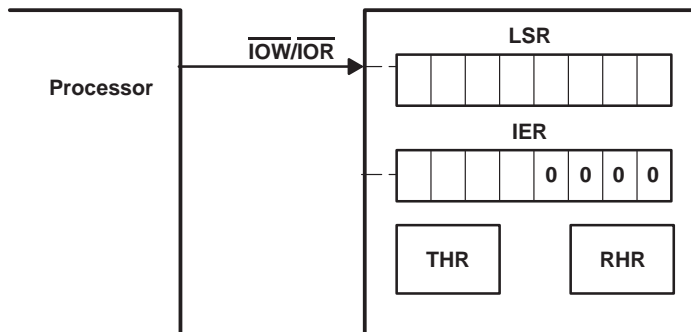 LSR
IOW/IOR
Processor
IER
0 0 0 0
THR RHR